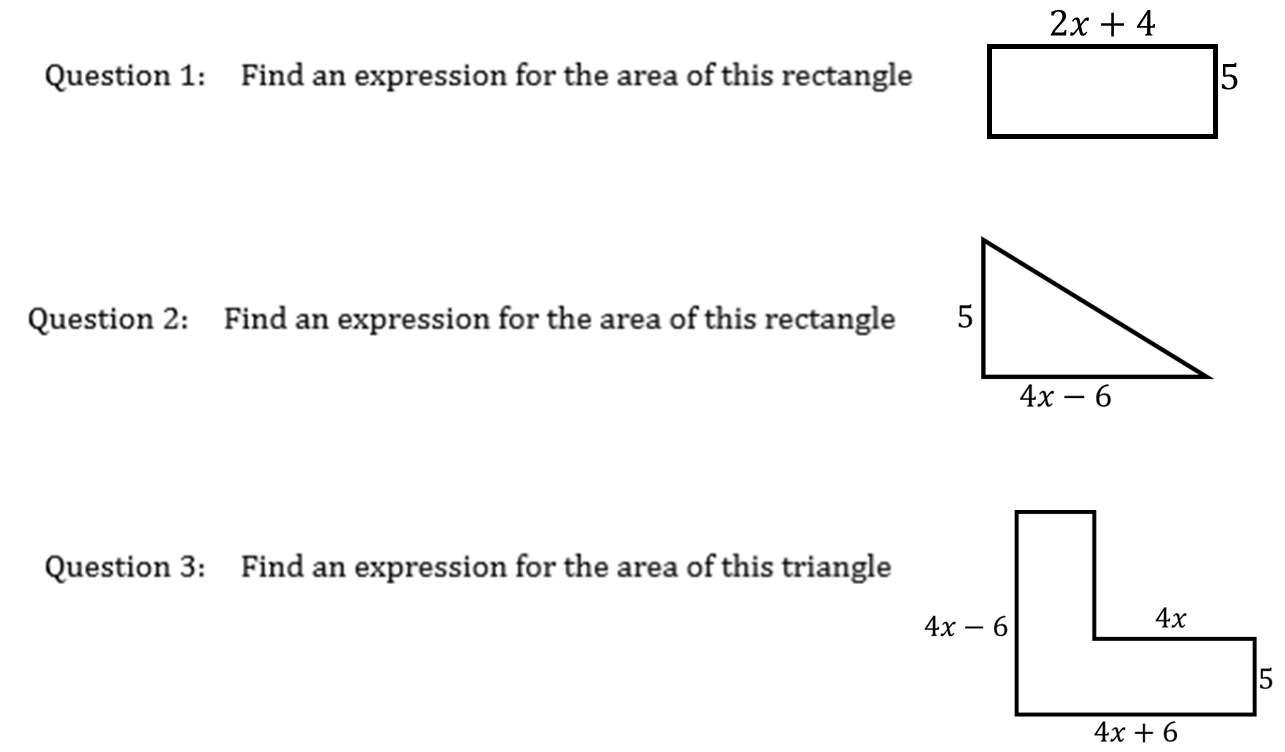 2x + 4
Question 1: Find an expression for the area of this rectangle
5
Question 2: Find an expression for the area of this rectangle
5
4x − 6
Question 3: Find an expression for the area of this triangle
4x − 6
4x
5
4x + 6